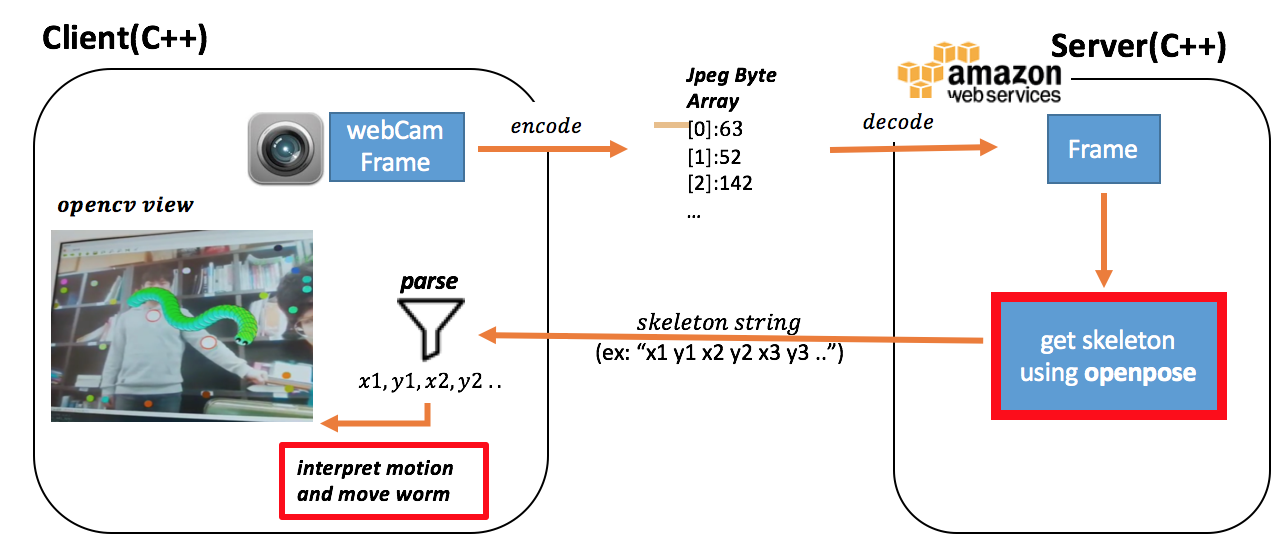 Client(C++)
Server(C++)
amazon
webservices
webCam
Frame
encode
Jpeg Byte
Array
[0]:63
[1]:52
[2]:142
...
decode
Frame
opencv view
parse
x1, y1, x2, y2 . .
skeleton string
(ex: “x1 y1 x2 y2 x3 y3 ..”)
get skeleton
using openpose
interpret motion
and move worm